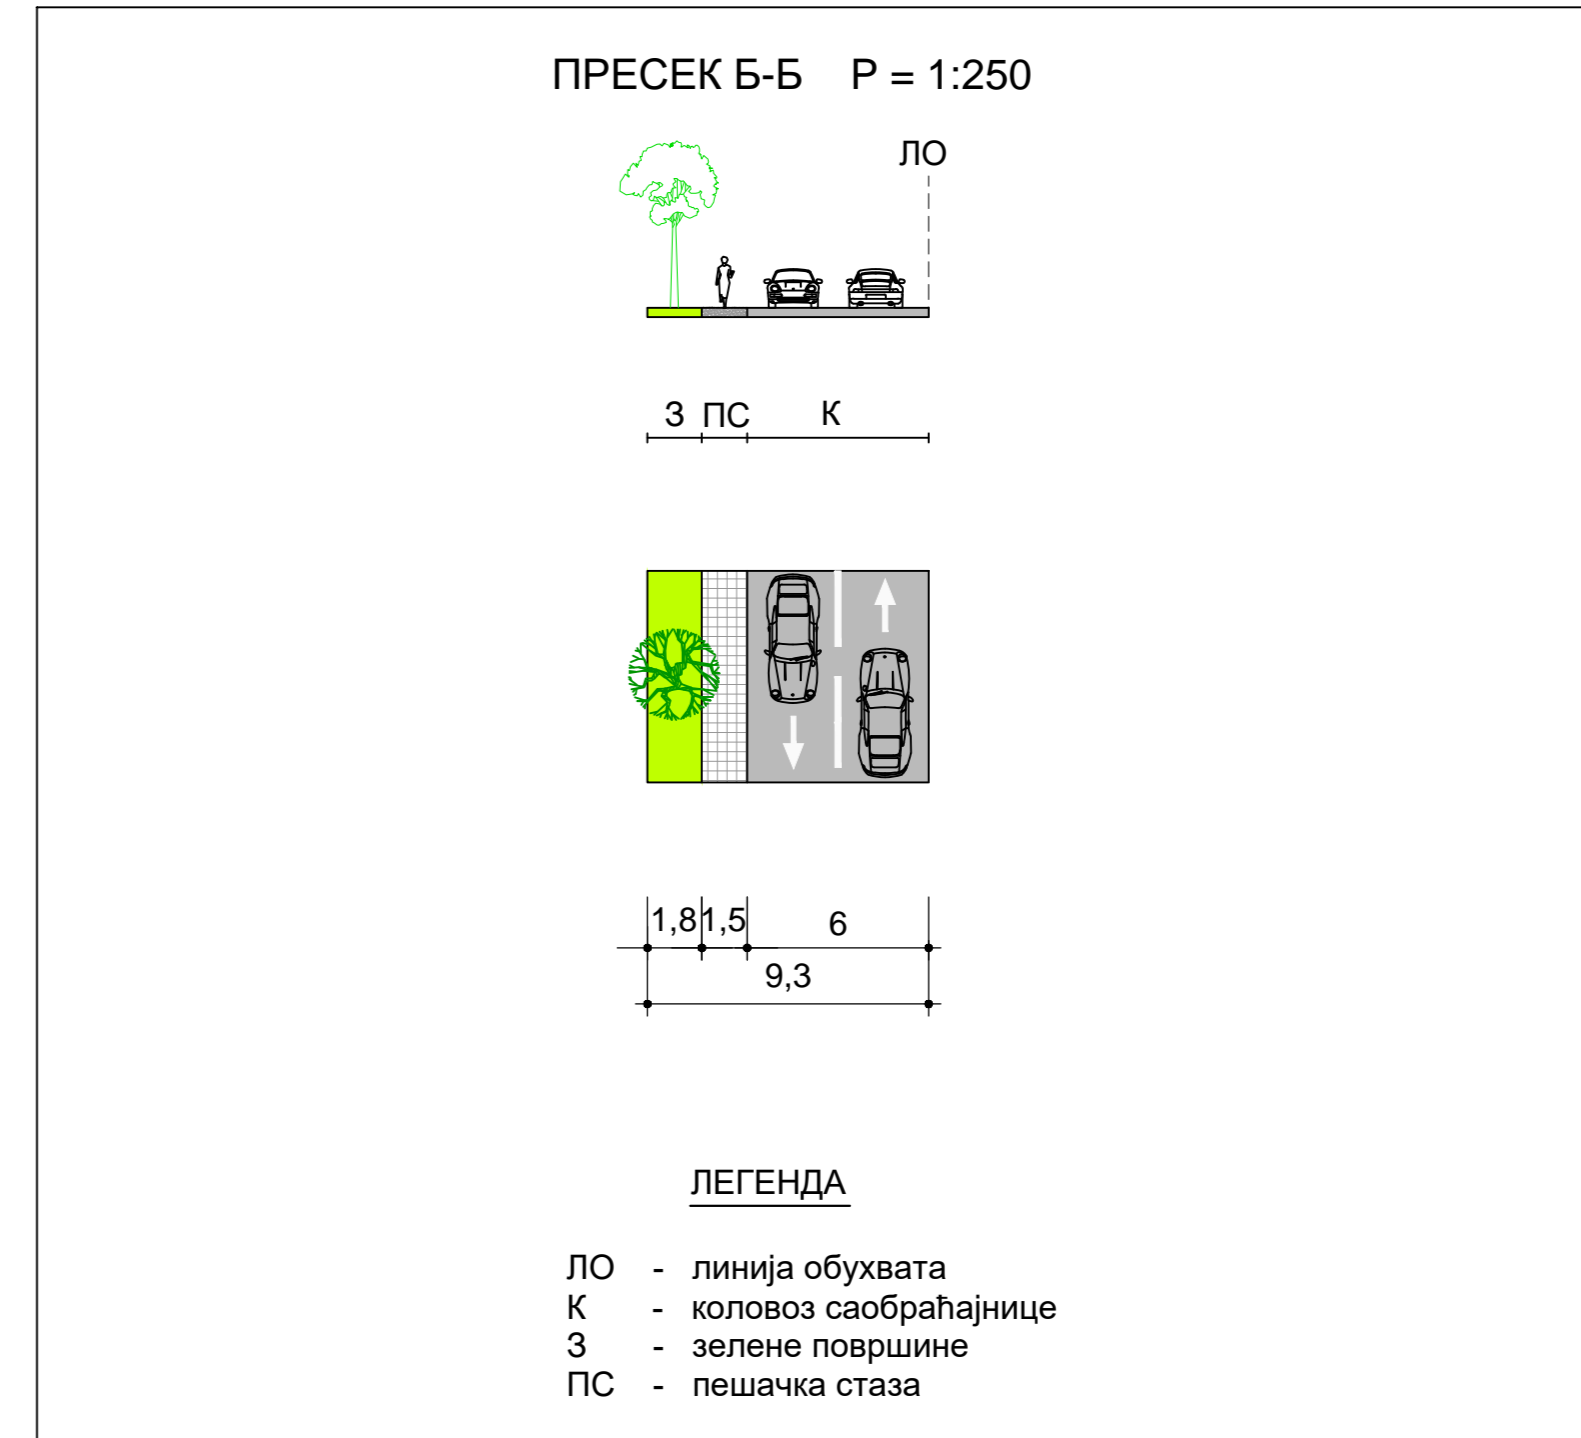 ПРЕСЕК Б-Б Р = 1:250
ЛО
З ПС К
1,8 1,5 6
9,3
ЛЕГЕНДА
ЛО - линија обухвата
К - коловоз саобраћајнице
З - зелене површине
ПС - пешачка стаза